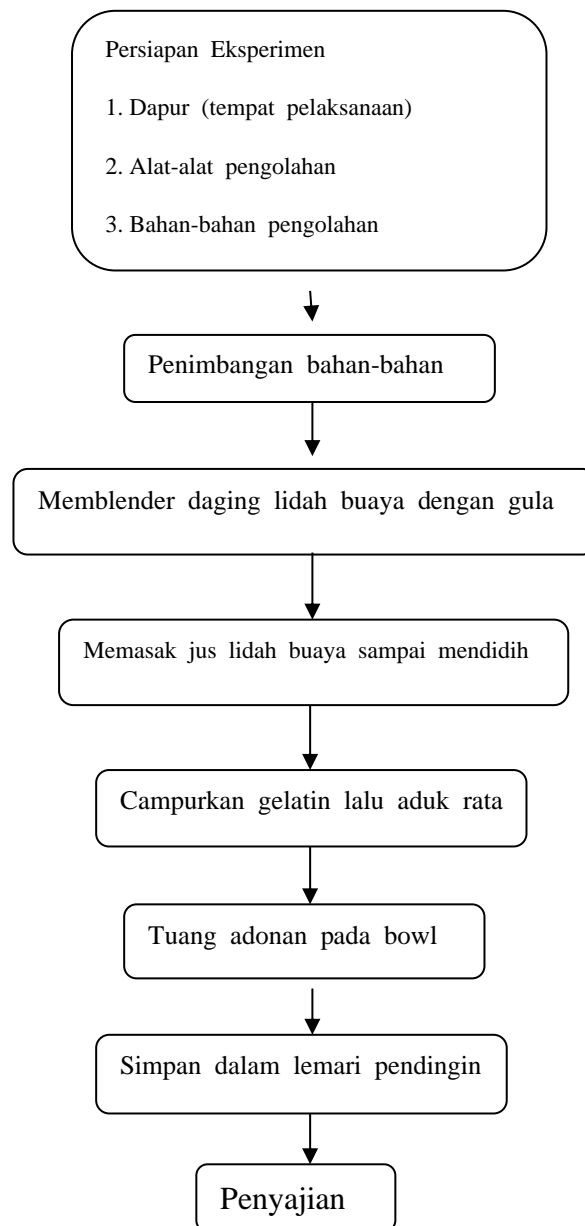 Persiapan Eksperimen
1. Dapur (tempat pelaksanaan)
2. Alat-alat pengolahan
3. Bahan-bahan pengolahan
Penimbangan bahan-bahan
Memblender daging lidah buaya dengan gula
Memasak jus lidah buaya sampai mendidih
Campurkan gelatin lalu aduk rata
Tuang adonan pada bowl
Simpan dalam lemari pendingin
Penyajian